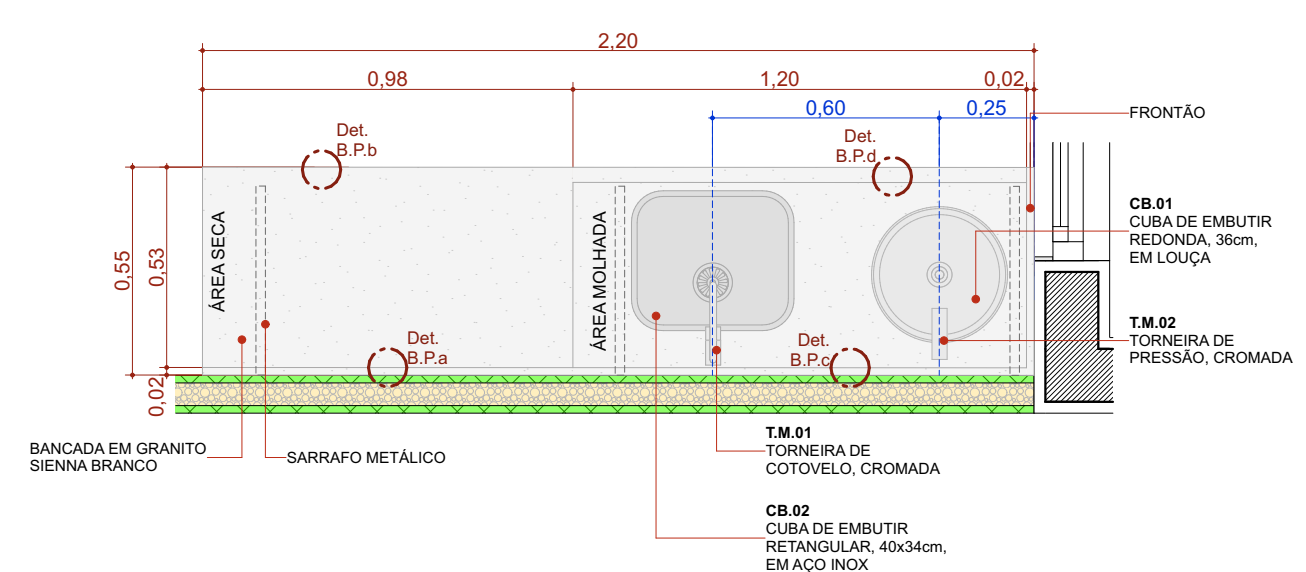 2,20
0,98
1,20
0,02
0,60
0,25
FRONTÃO
Det.
B.P.b
Det.
B.P.d
CB.01
CUBA DE EMBUTIR
REDONDA, 36cm,
EM LOUÇA
ÁREA SECA
ÁREA MOLHADA
0,55
0,53
0,02
T.M.02
TORNEIRA DE
PRESSÃO, CROMADA
Det.
B.P.a
Det.
B.P.c
BANCADA EM GRANITO
SIENNA BRANCO
SARRAFO METÁLICO
T.M.01
TORNEIRA DE
COTOVELO, CROMADA
CB.02
CUBA DE EMBUTIR
RETANGULAR, 40x34cm,
EM AÇO INOX